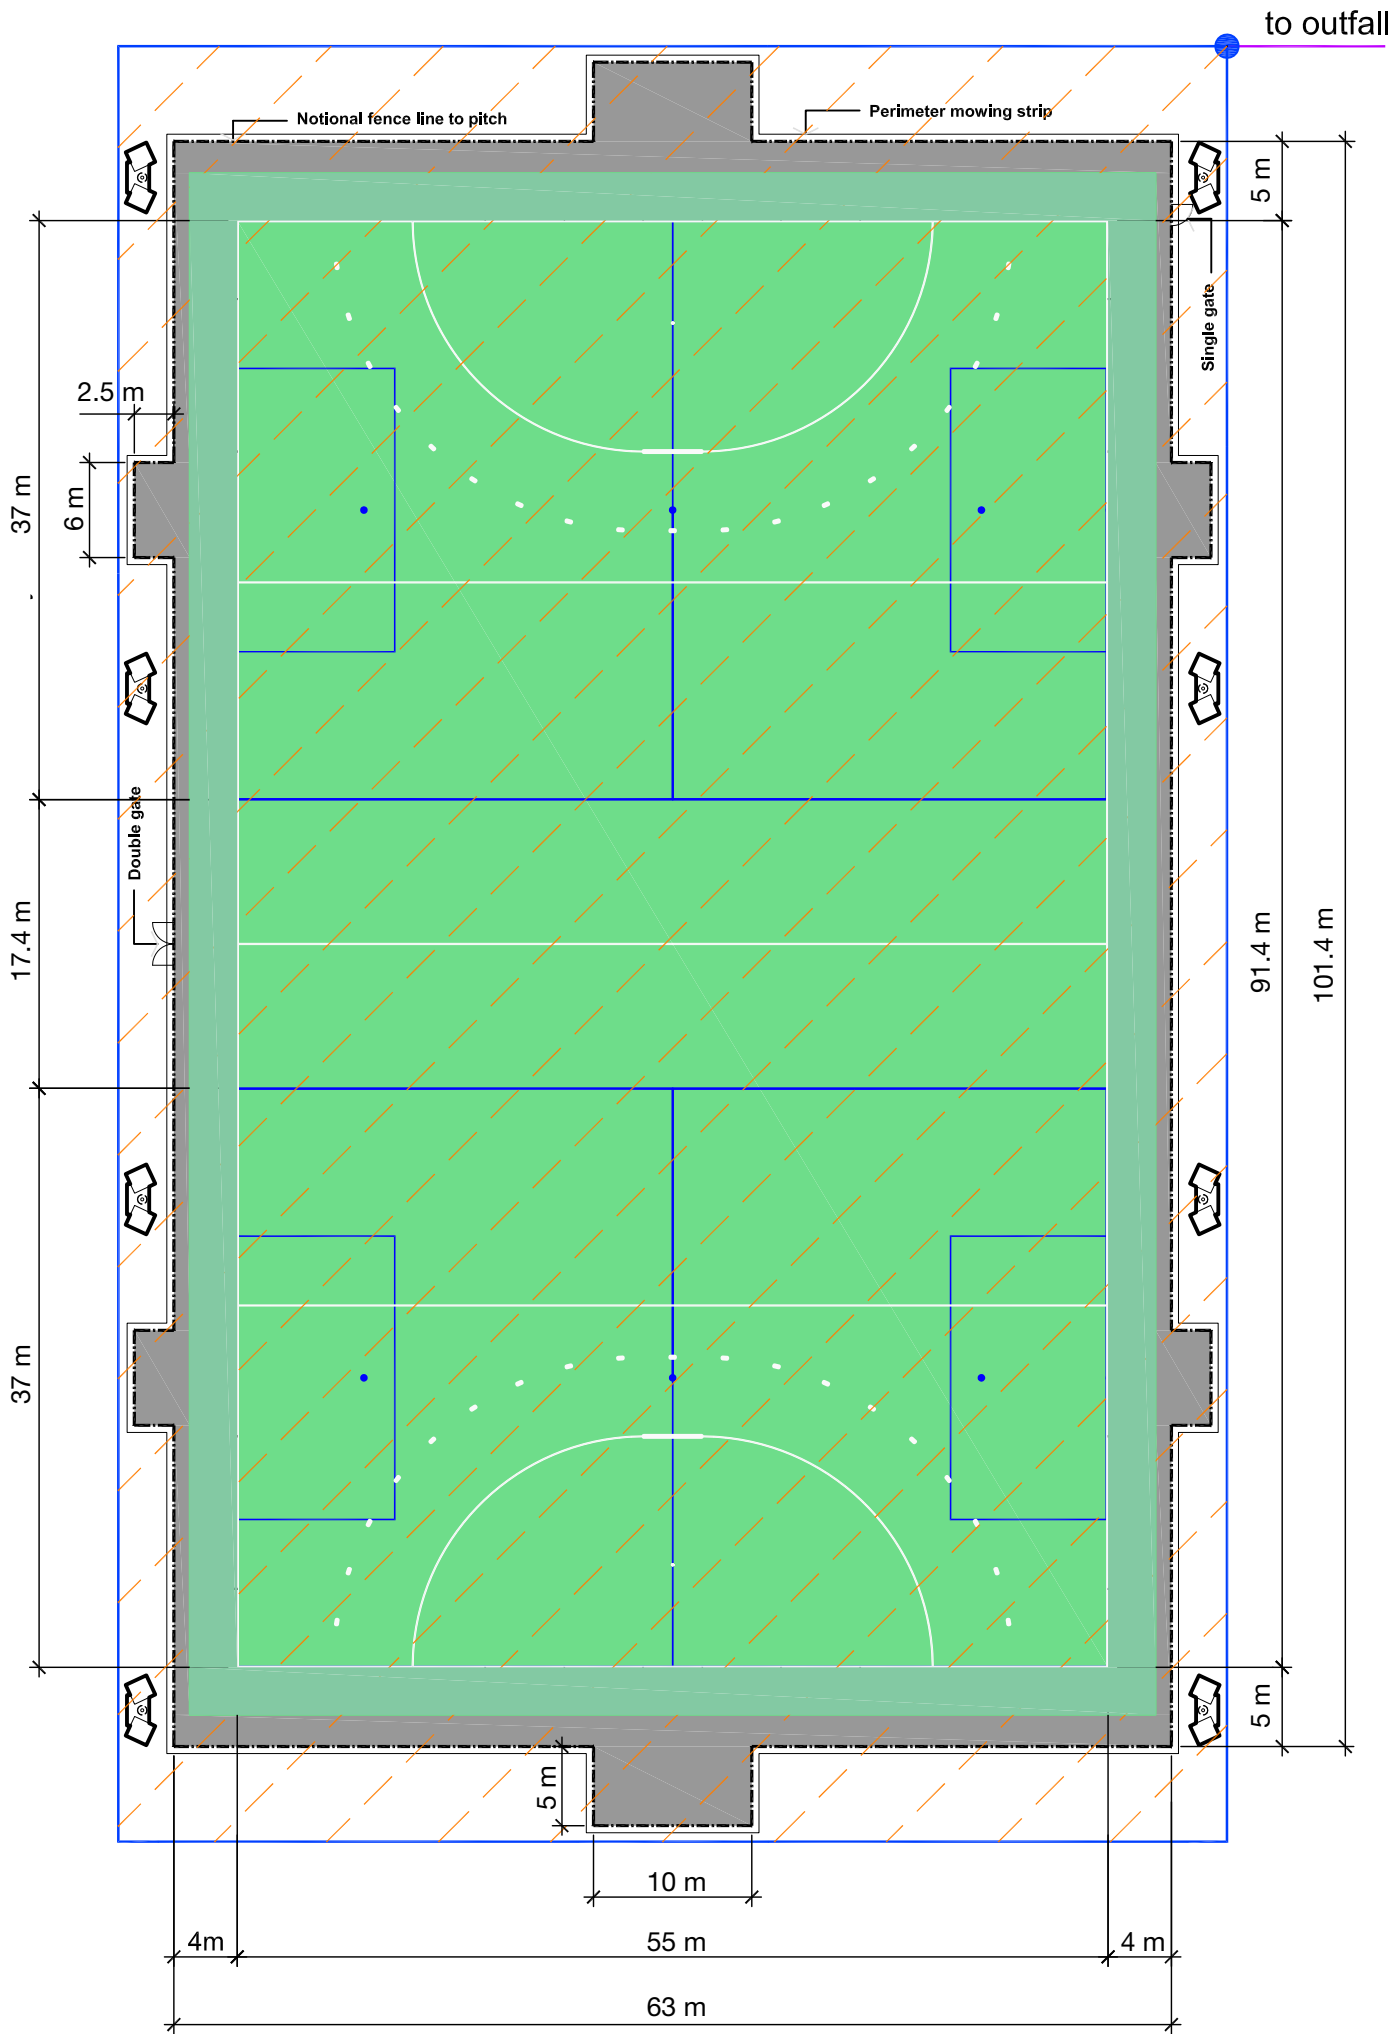 to outfall
Notional fence line to pitch
Perimeter mowing strip
5 m
Single gate
2.5 m
37 m
6 m
Double gate
17.4 m
91.4 m
101.4 m
37 m
5 m
5 m
10 m
4m
55 m
4 m
63 m